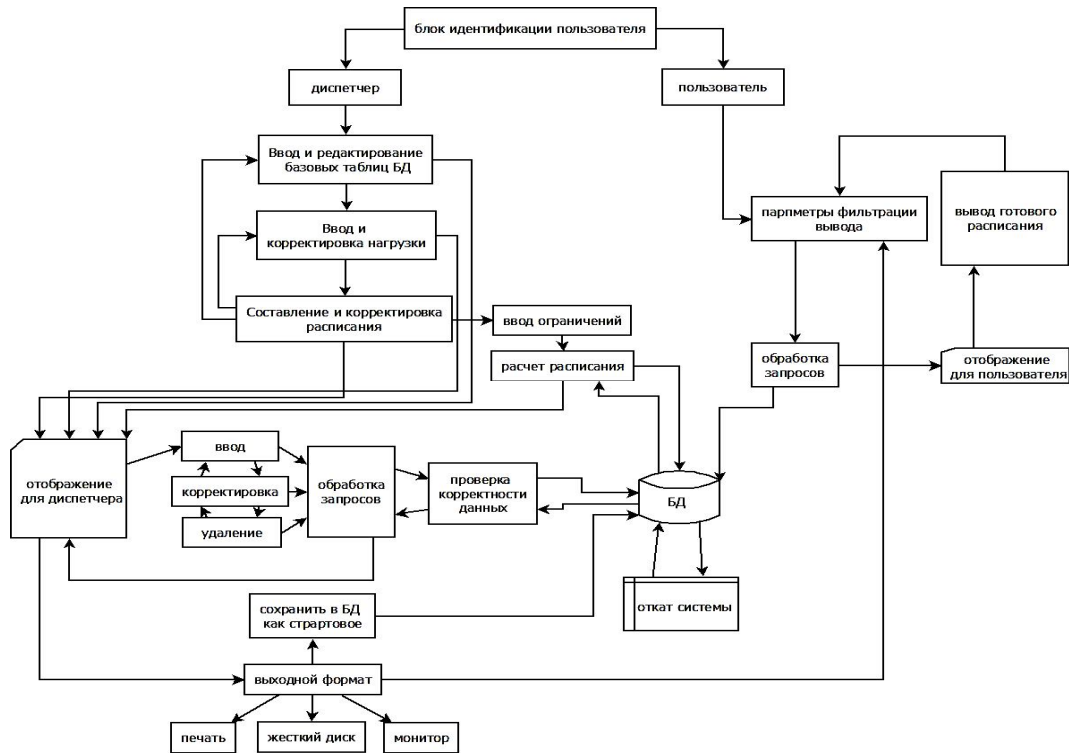 блок идентификации пользователя
диспетчер
пользователь
Ввод и редактирование
базовых таблиц БД
Ввод и
корректировка нагрузки
парпметры фильтрации
вывода
вывод готового
расписания
Составление и корректировка
расписания
ввод ограничений
расчет расписания
обработка
запросов
отображение
для пользователя
отображение
для диспетчера
ввод
корректировка
удаление
обработка
запросов
проверка
корректности
данных
БД
откат системы
сохранить в БД
как страртовое
выходной формат
печать
жесткий диск
монитор